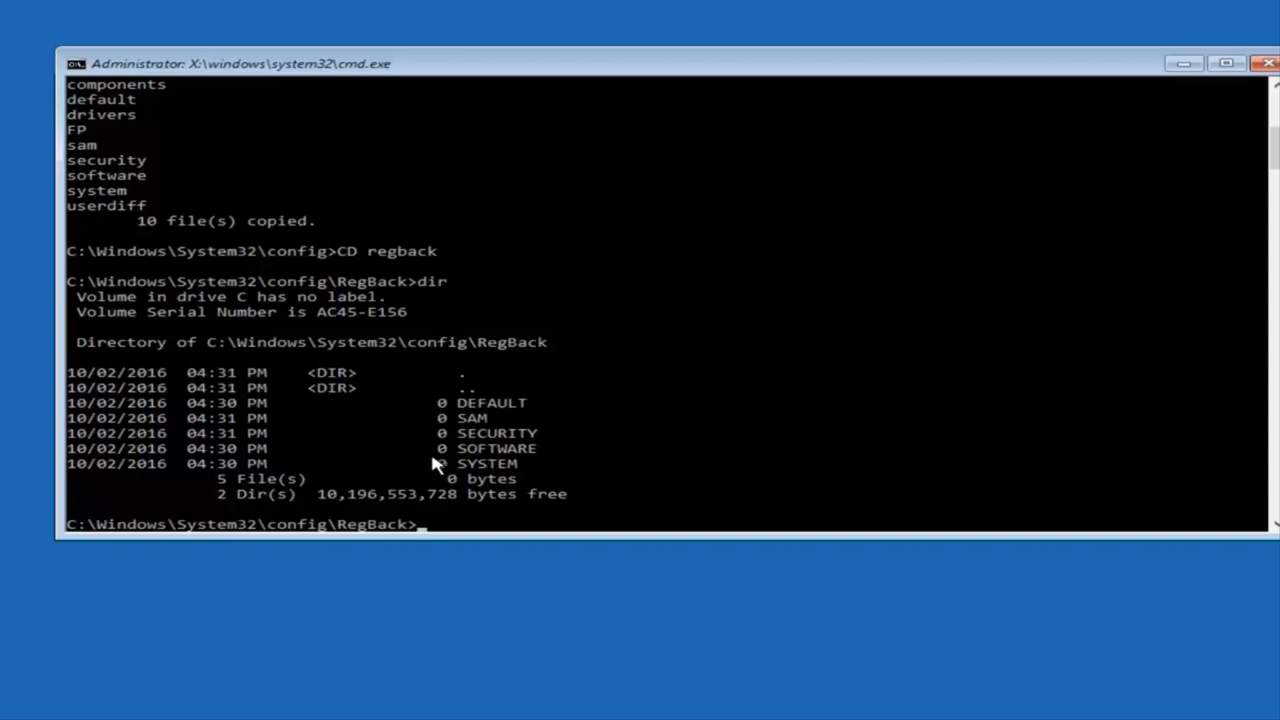 Administrator: X:\windows\system32\cmd.exe
components
default
drivers
FP
sam
security
software
system
userdiff
10 file(s) copied.
C:\Windows\System32\config>CD regback
C:\Windows\System32\config\RegBack>dir
Volume in drive C has no label.
Volume Serial Number is AC45-E156
Directory of C:\Windows\System32\config\RegBack
10/02/2016 04:31 PM <DIR> .
10/02/2016 04:31 PM <DIR> ..
10/02/2016 04:30 PM 0 DEFAULT
10/02/2016 04:31 PM 0 SAM
10/02/2016 04:31 PM 0 SECURITY
10/02/2016 04:30 PM 0 SOFTWARE
10/02/2016 04:30 PM 0 SYSTEM
5 File(s) 0 bytes
2 Dir(s) 10,196,553,728 bytes free
C:\Windows\System32\config\RegBack>_